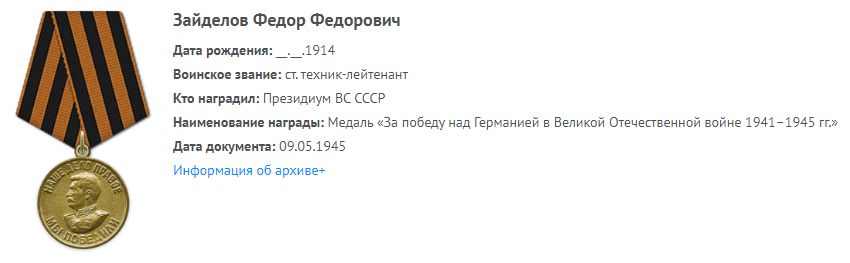 Зайделов Федор Федорович
Дата рождения: __.__.1914
Воинское звание: ст. техник-лейтенант
Кто наградил: Президиум ВС СССР
Наименование награды: Медаль «За победу над Германией в Великой Отечественной войне 1941–1945 гг.»
Дата документа: 09.05.1945
Информация об архиве+
НАШЕ ДЕЛО ПРАВОЕ
МЫ ПОБЕДИЛИ